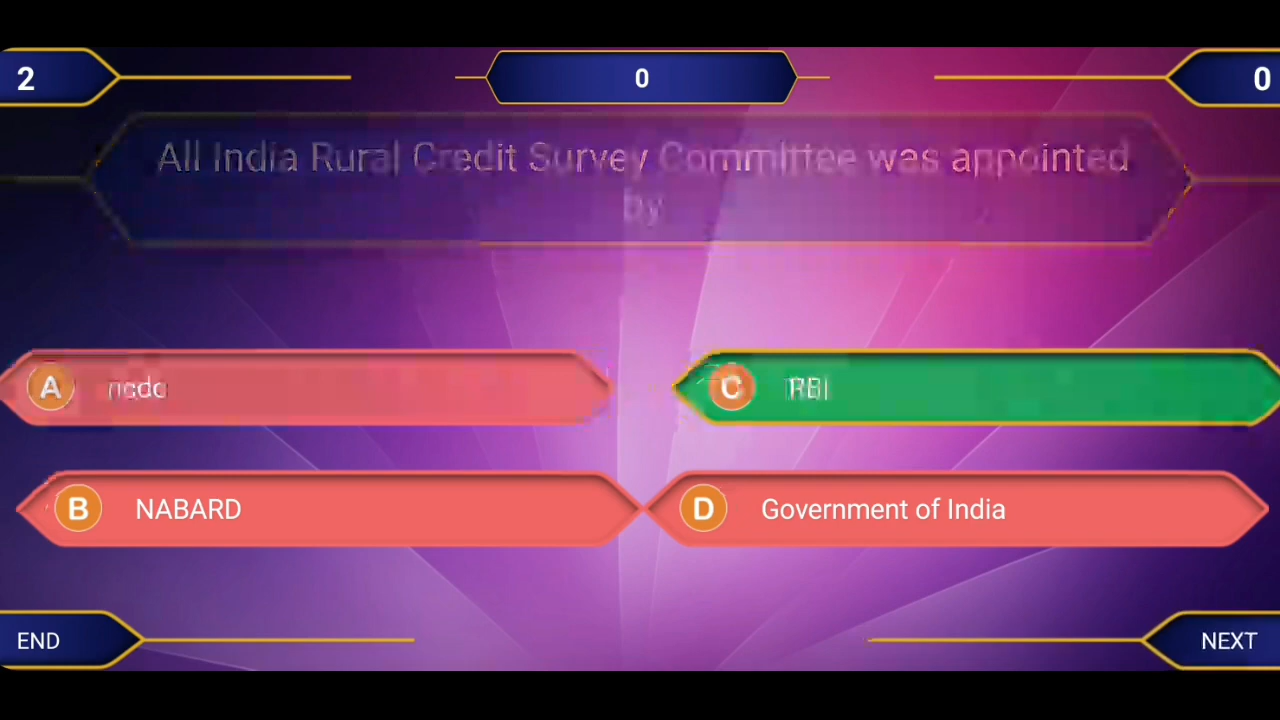 2
0
0
All India Rural Credit Survey Committee was appointed
by
A
C RBI
B NABARD
D Government of India
END
NEXT